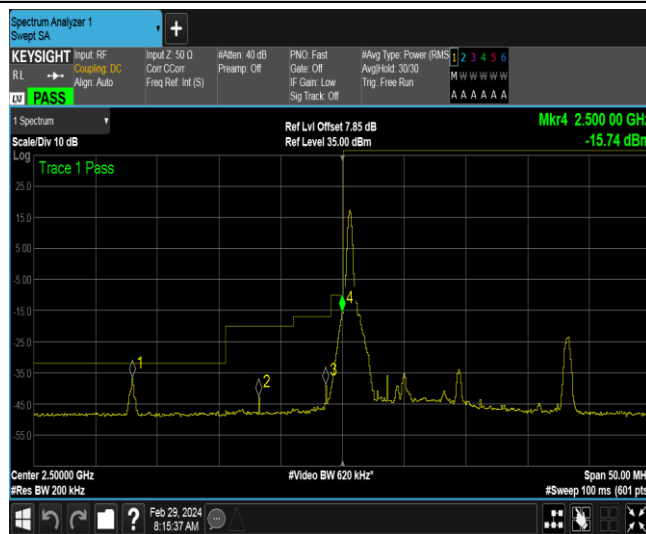 Spectrum Analyzer 1
Swept SA
KEYSIGHT Input: RF Input Z: 50 Ω #Atten: 40 dB PNO: Fast #Avg Type: Power (RMS 1 2 3 4 5 6
RL Coupling: DC Corr CCorr Preamp: Off Gate: Off Avg|Hold: 30/30 M W W W W W
Align: Auto Freq Ref: Int (S) IF Gain: Low Trig: Free Run
LXI PASS Sig Track: Off A A A A A A
1 Spectrum Ref Lvl Offset 7.85 dB Mkr4 2.500 00 GHz
Scale/Div 10 dB Ref Level 35.00 dBm -15.74 dBm
Log
Trace 1 Pass
25.0
15.0
5.00
-5.00
4
-15.0
-25.0
1
-35.0
3
2
-45.0
-55.0
Center 2.50000 GHz #Video BW 620 kHz* Span 50.00 MH
#Res BW 200 kHz #Sweep 100 ms (601 pts
? Feb 29, 2024
8:15:37 AM